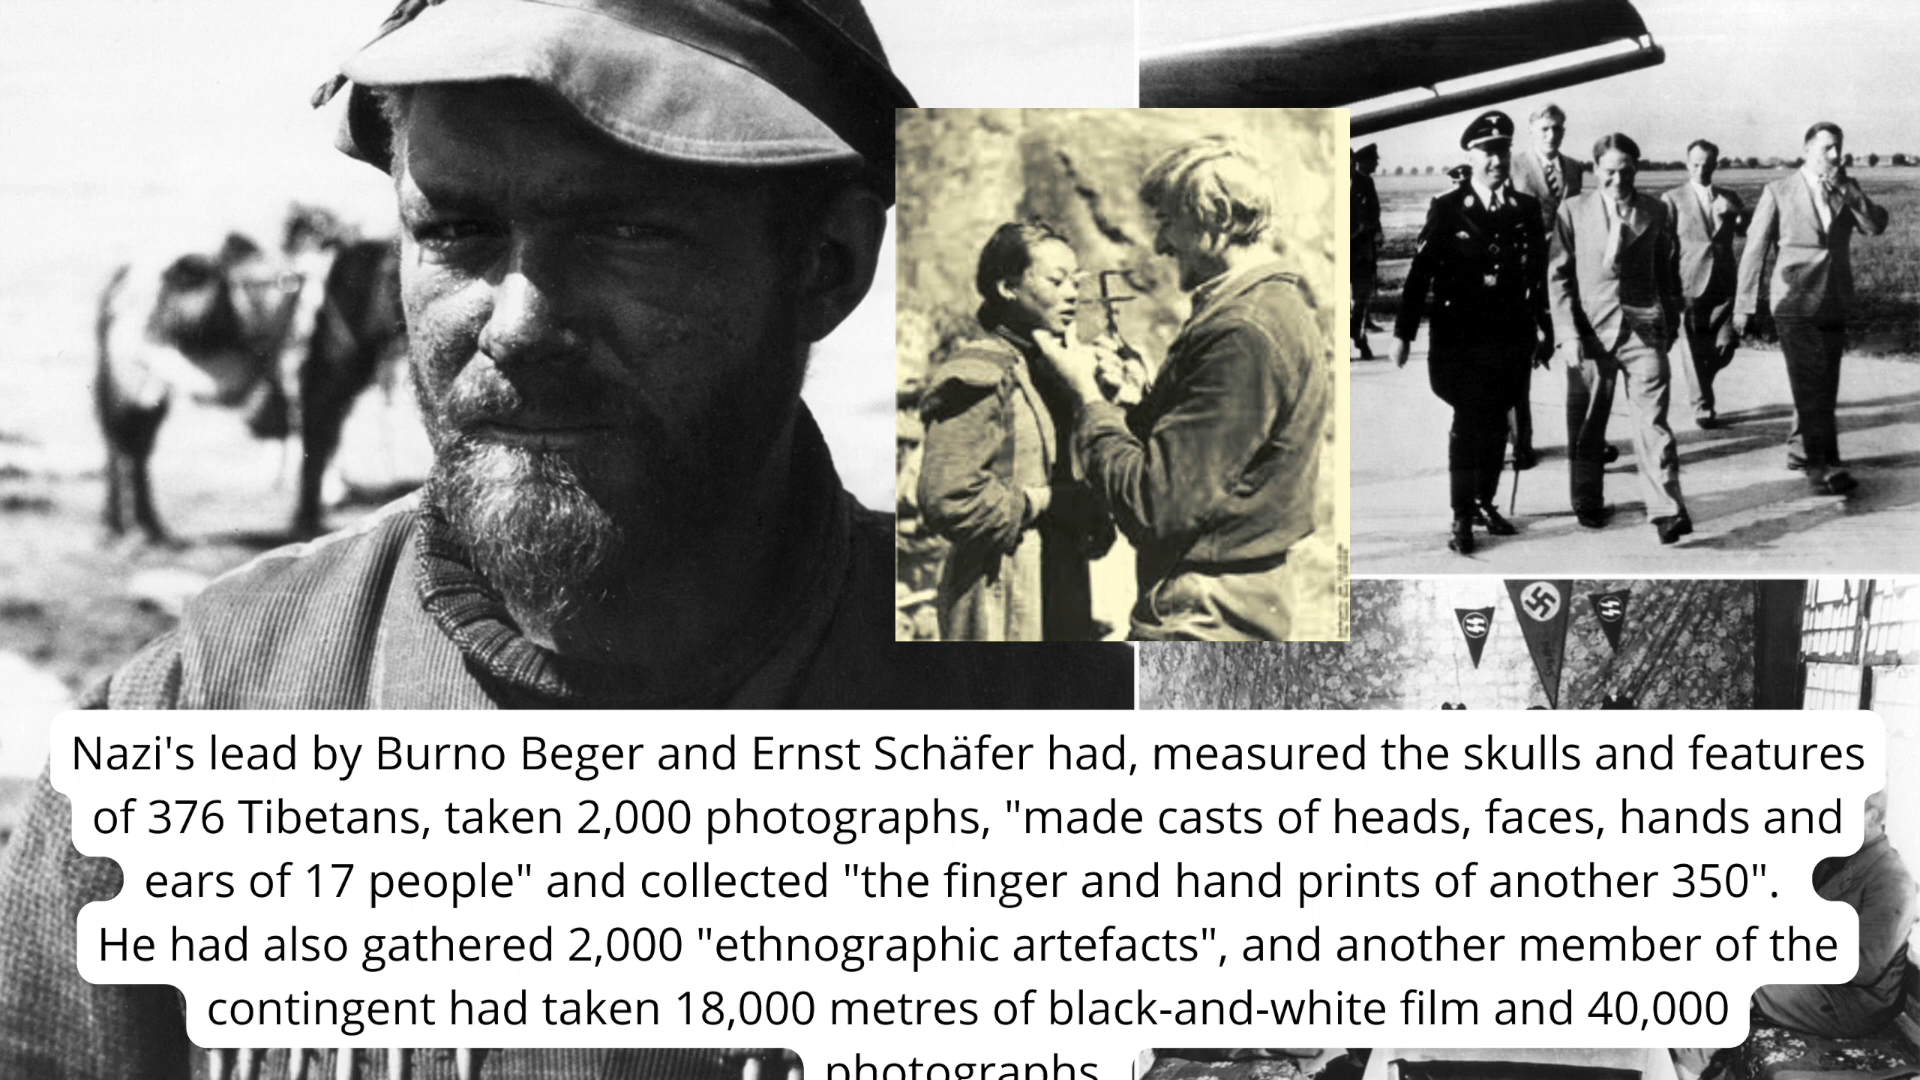 Nazi's lead by Burno Beger and Ernst Schäfer had, measured the skulls and features
of 376 Tibetans, taken 2,000 photographs, "made casts of heads, faces, hands and
ears of 17 people" and collected "the finger and hand prints of another 350".
He had also gathered 2,000 "ethnographic artefacts", and another member of the
contingent had taken 18,000 metres of black-and-white film and 40,000
photographs.